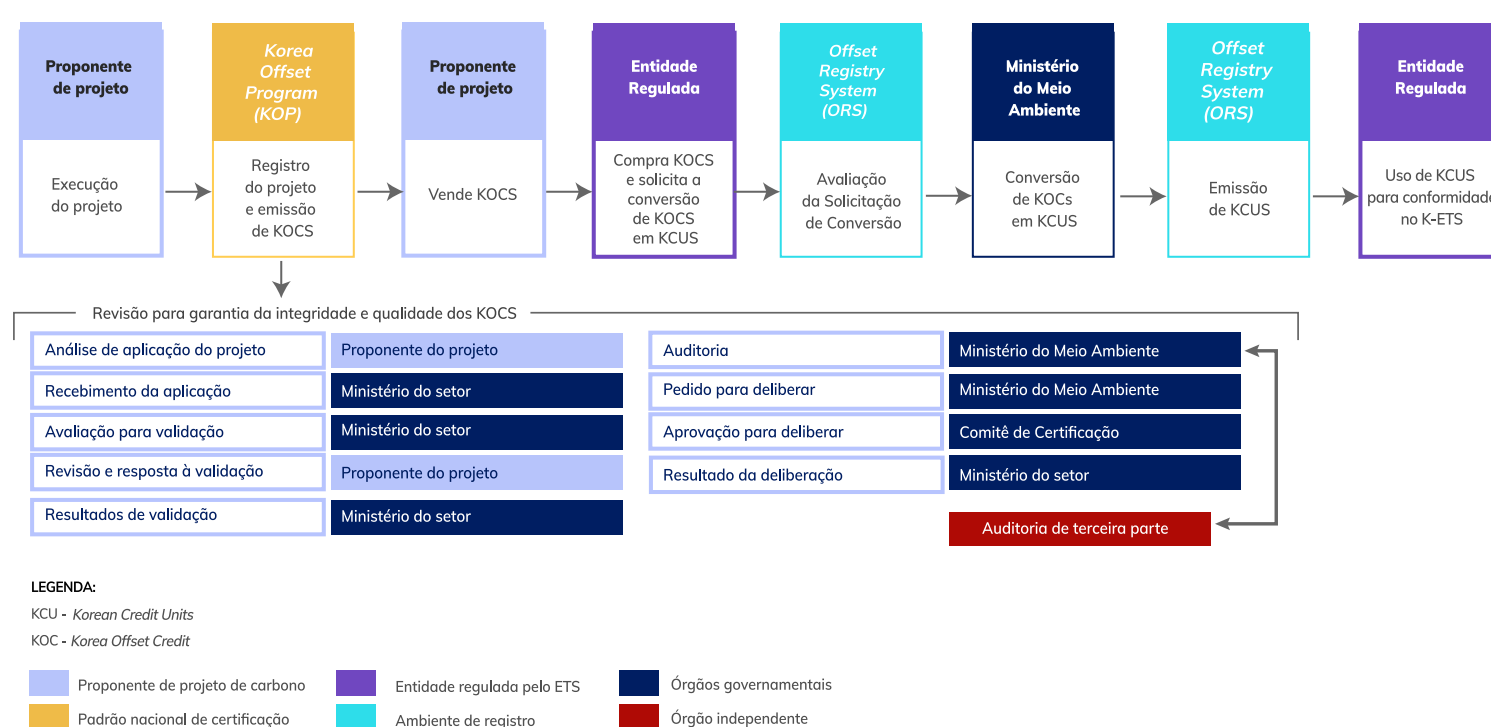 Proponente
de projeto
Korea
Offset
Program
(KOP)
Proponente
de projeto
Entidade
Regulada
Offset
Registry
System
(ORS)
Ministério
do Meio
Ambiente
Offset
Registry
System
(ORS)
Entidade
Regulada
Execução
do projeto
Registro
do projeto
e emissão
de KOCS
Vende KOCS
Compra KOCS
e solicita a
conversão
de KOCS
em KCUS
Avaliação
da Solicitação
de Conversão
Conversão
de KOCs
em KCUS
Emissão
de KCUS
Uso de KCUS
para conformidade
no K-ETS
Revisão para garantia da integridade e qualidade dos KOCS
Análise de aplicação do projeto
Proponente do projeto
Recebimento da aplicação
Ministério do setor
Avaliação para validação
Ministério do setor
Revisão e resposta à validação
Proponente do projeto
Resultados de validação
Ministério do setor
Auditoria
Ministério do Meio Ambiente
Pedido para deliberar
Ministério do Meio Ambiente
Aprovação para deliberar
Comitê de Certificação
Resultado da deliberação
Ministério do setor
Auditoria de terceira parte
LEGENDA:
KCU - Korean Credit Units
KOC - Korea Offset Credit
Proponente de projeto de carbono
Entidade regulada pelo ETS
Órgãos governamentais
Padrão nacional de certificação
Ambiente de registro
Órgão independente